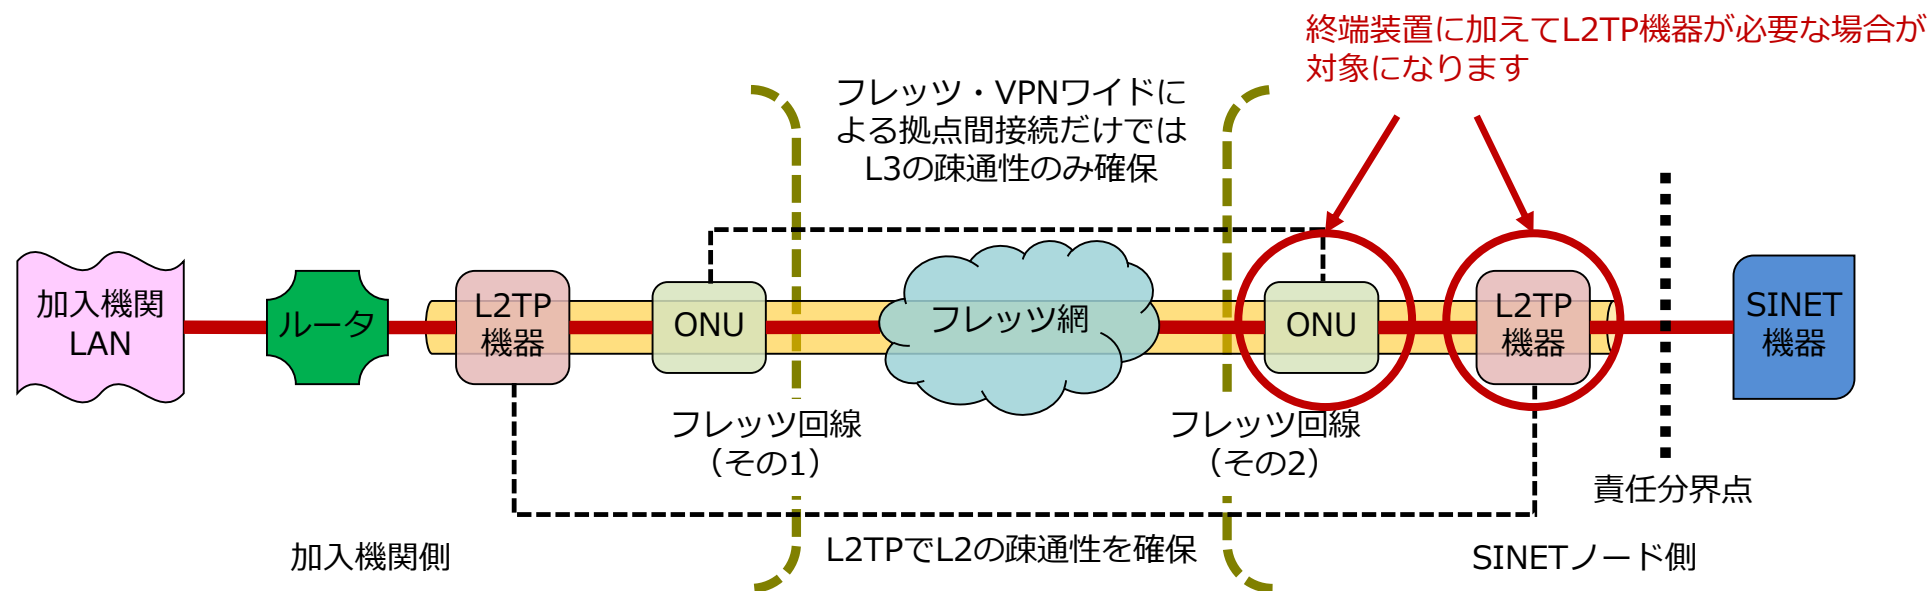 終端装置に加えてL2TP機器が必要な場合が
対象になります
フレッツ・VPNワイドに
よる拠点間接続だけでは
L3の疎通性のみ確保
加入機関
LAN
ルータ
L2TP
機器
ONU
フレッツ網
ONU
L2TP
機器
SINET
機器
フレッツ回線
（その1）
フレッツ回線
（その2）
責任分界点
加入機関側
L2TPでL2の疎通性を確保
SINETノード側